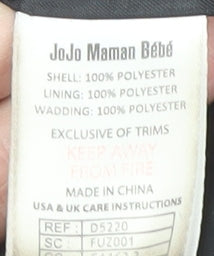 JoJo Maman Bébé
SHELL: 100% POLYESTER
LINING: 100% POLYESTER
WADDING: 100% POLYESTER
EXCLUSIVE OF TRIMS
KEEP AWAY
FROM FIRE
MADE IN CHINA
USA & UK CARE INSTRUCTIONS
REF: D5220
SC: FUZ001